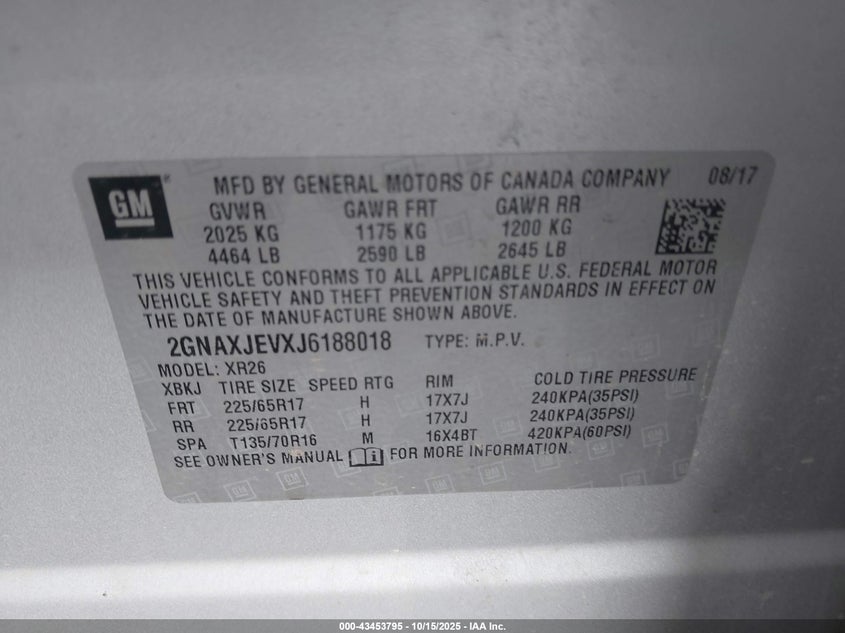 GM ® MFD BY GENERAL MOTORS OF CANADA COMPANY 08/17
GVWR GAWR FRT GAWR RR
2025 KG 1175 KG 1200 KG
4464 LB 2590 LB 2645 LB
THIS VEHICLE CONFORMS TO ALL APPLICABLE U.S. FEDERAL MOTOR
VEHICLE SAFETY AND THEFT PREVENTION STANDARDS IN EFFECT ON
THE DATE OF MANUFACTURE SHOWN ABOVE.
2GNAXJEVXJ6188018 TYPE: M.P.V.
MODEL: XR26
XBKJ TIRE SIZE SPEED RTG RIM COLD TIRE PRESSURE
FRT 225/65R17 H 17X7J 240KPA(35PSI)
RR 225/65R17 H 17X7J 240KPA(35PSI)
SPA T135/70R16 M 16X4BT 420KPA(60PSI)
SEE OWNER'S MANUAL FOR MORE INFORMATION.
000-43453795 - 10/15/2025 - IAA Inc.